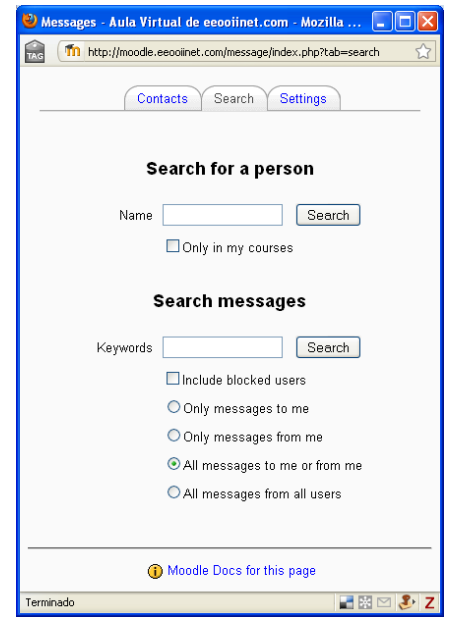 Messages - Aula Virtual de eeooiinet.com - Mozilla ...
TAG http://moodle.eeooiinet.com/message/index.php?tab=search
Contacts Search Settings
Search for a person
Name Search
Only in my courses
Search messages
Keywords Search
Include blocked users
Only messages to me
Only messages from me
All messages to me or from me
All messages from all users
Moodle Docs for this page
Terminado Z